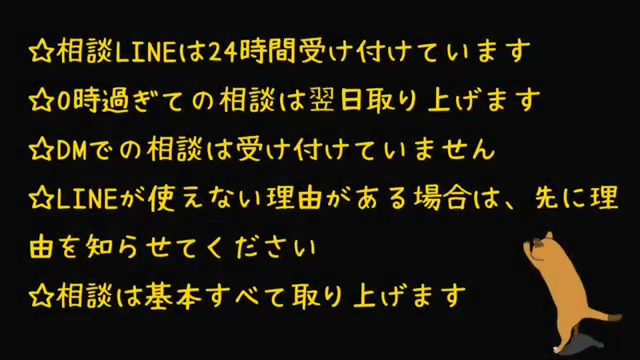 ☆相談LINEは24時間受け付けています
☆0時過ぎての相談は翌日取り上げます
☆DMでの相談は受け付けていません
☆LINEが使えない理由がある場合は、先に理
由を知らせてください
☆相談は基本すべて取り上げます